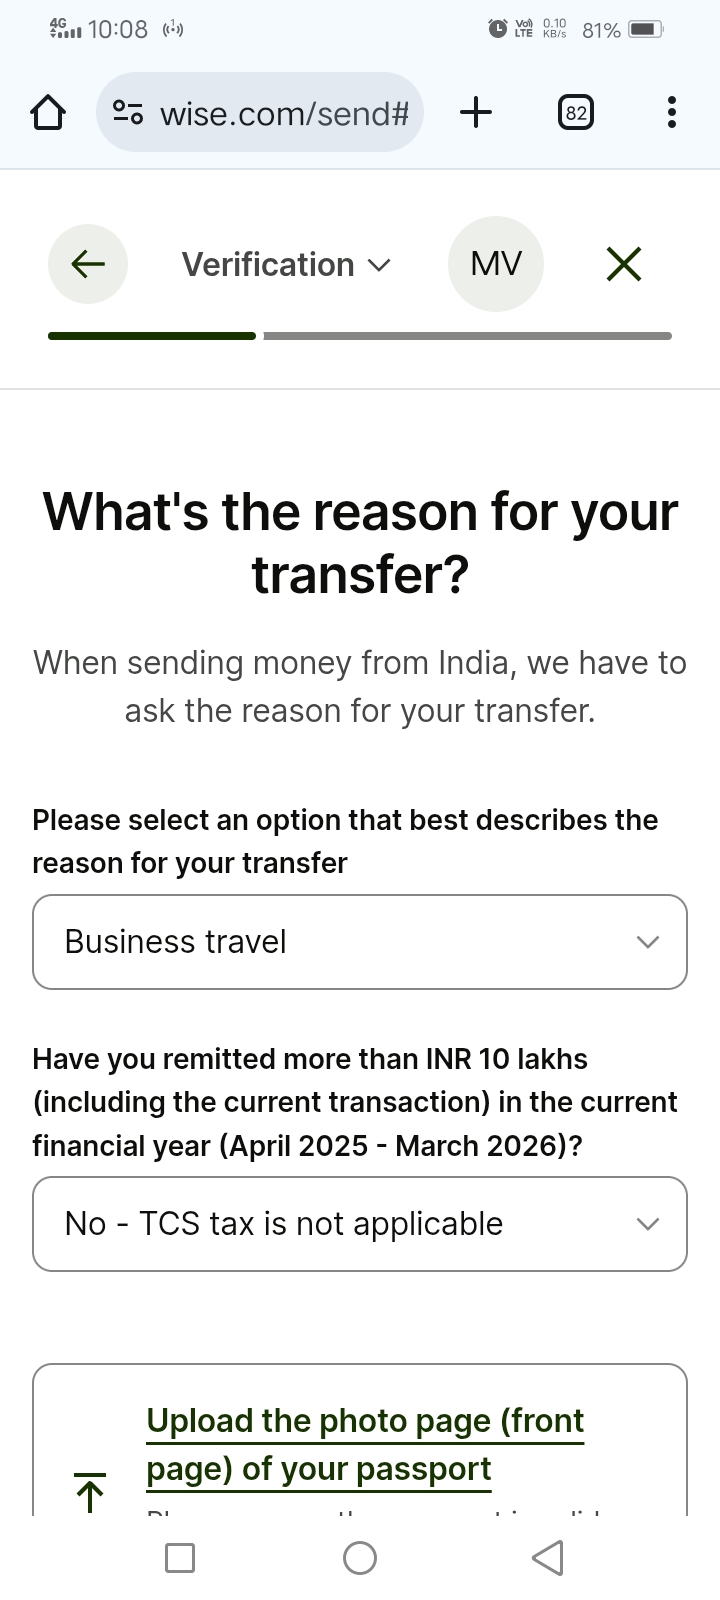 4G 10:08 Vo) LTE 0.10 KB/s 81%
wise.com/send# 82
Verification MV
What's the reason for your
transfer?
When sending money from India, we have to
ask the reason for your transfer.
Please select an option that best describes the
reason for your transfer
Business travel
Have you remitted more than INR 10 lakhs
(including the current transaction) in the current
financial year (April 2025 - March 2026)?
No - TCS tax is not applicable
Upload the photo page (front
page) of your passport